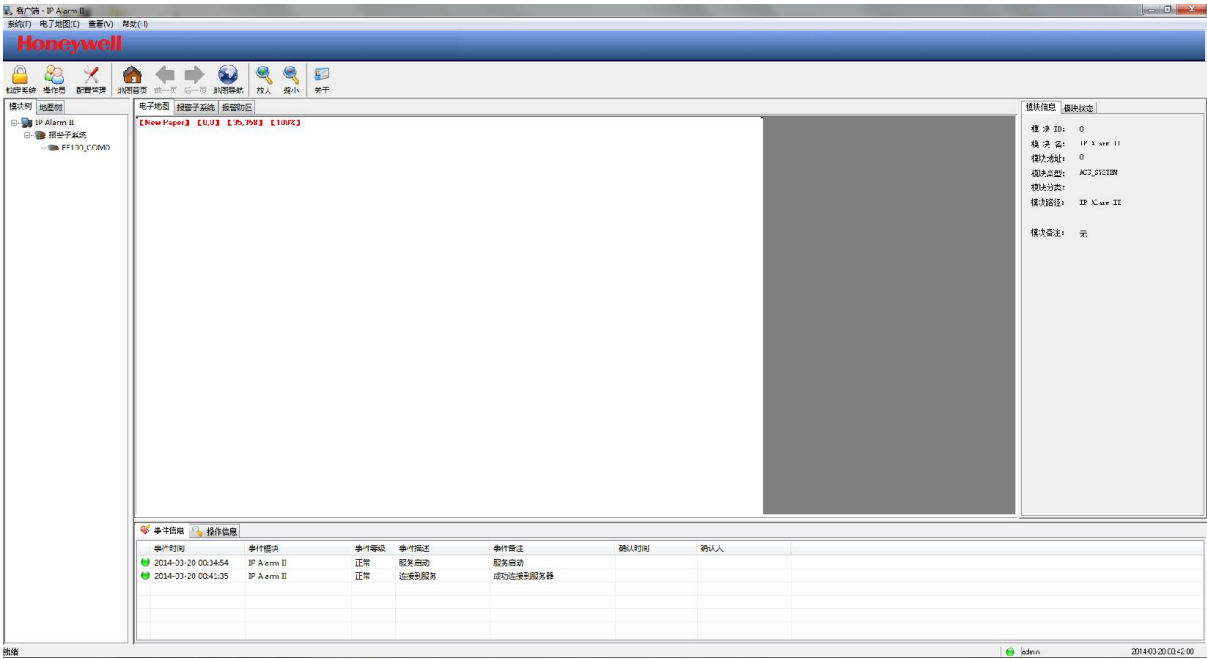 客户端 - IP Alarm II
系统(F) 电子地图(E) 查看(V) 帮助(H)
Honeywell
锁定系统 操作员 配置管理 地图首页 前一页 后一页 地图导航 放大 缩小 关于
模块树 地图树
电子地图 报警子系统 报警防区
模块信息 模块状态
IP Alarm II
报警子系统
【New Paper】 【0,0】 【35,358】 【100%】
模 块 ID: 0
模 块 名: IP Alarm II
模块地址: 0
模块类型: ACS_SYSTEM
模块分类:
模块路径: IP Alarm II
模块备注: 无
事件信息 操作信息
事件时间 事件模块 事件等级 事件描述 事件备注 确认时间 确认人
2014-03-20 00:34:54 IP Alarm II 正常 服务启动 服务启动
2014-03-20 00:41:35 IP Alarm II 正常 连接到服务 成功连接到服务器
就绪 admin 2014-03-20 00:42:00